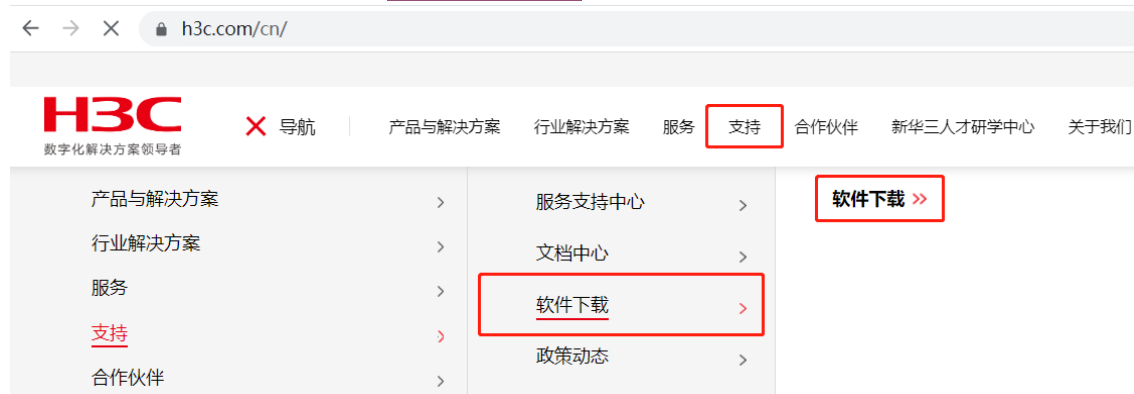 h3c.com/cn/
H3C
数字化解决方案领导者
导航
产品与解决方案
行业解决方案
服务
支持
合作伙伴
新华三人才研学中心
关于我们
产品与解决方案
行业解决方案
服务
支持
合作伙伴
服务支持中心
文档中心
软件下载
政策动态
软件下载 »